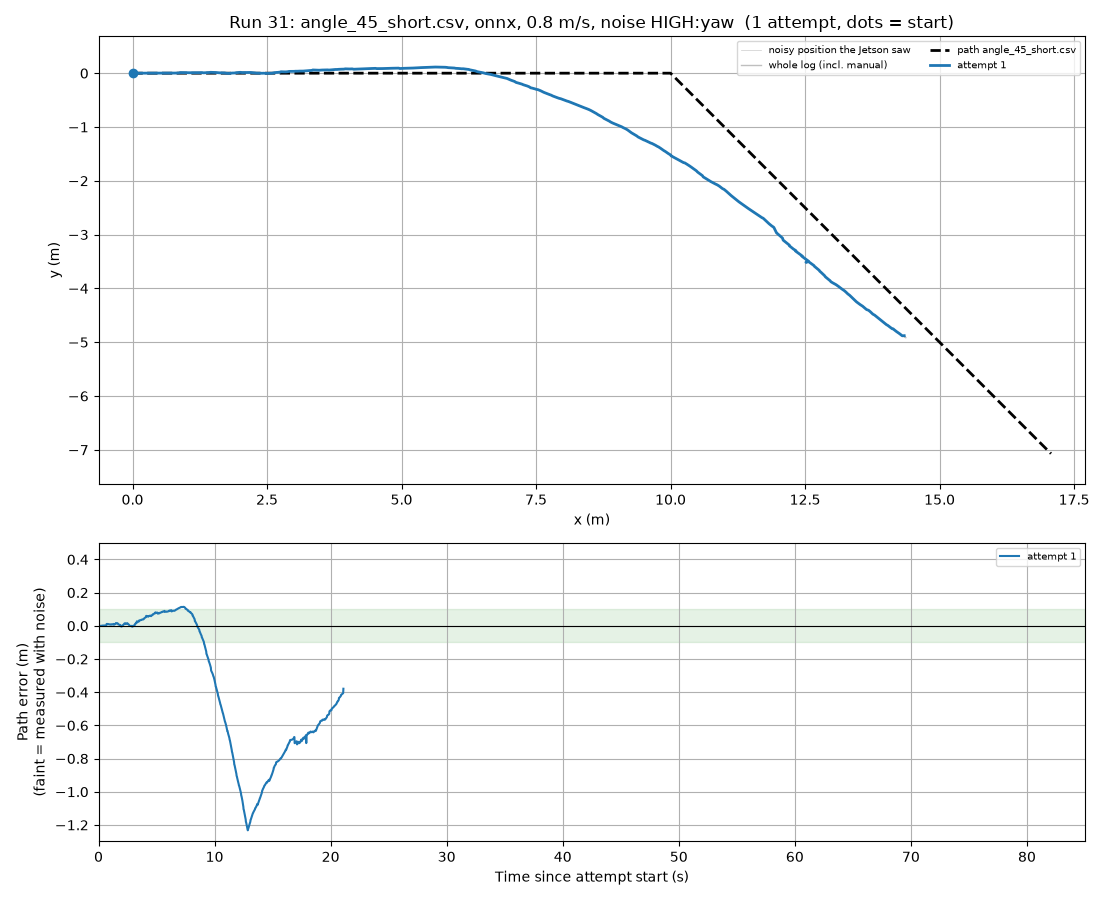 Run 31: angle_45_short.csv, onnx, 0.8 m/s, noise HIGH:yaw  (1 attempt, dots = start)
noisy position the Jetson saw
whole log (incl. manual)
path angle_45_short.csv
attempt 1
0
−1
−2
−3
−4
−5
−6
−7
y (m)
0.0 2.5 5.0 7.5 10.0 12.5 15.0 17.5
x (m)
attempt 1
0.4
0.2
0.0
−0.2
−0.4
−0.6
−0.8
−1.0
−1.2
Path error (m)
(faint = measured with noise)
0 10 20 30 40 50 60 70 80
Time since attempt start (s)